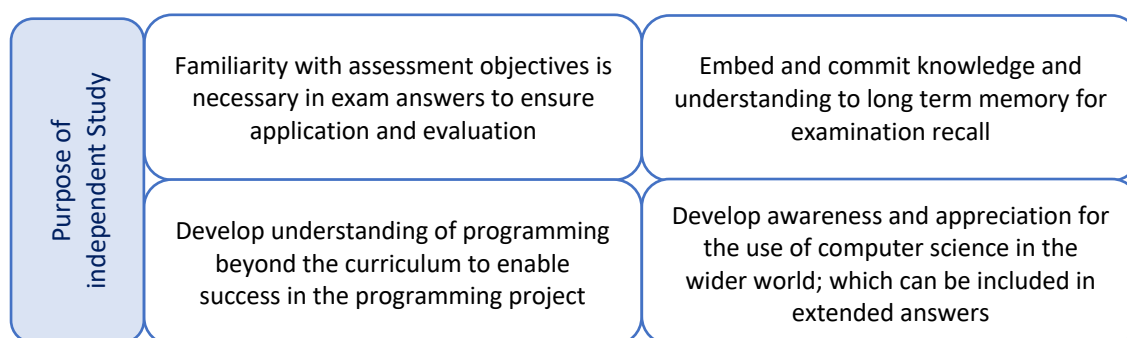 Purpose of
independent Study
Familiarity with assessment objectives is
necessary in exam answers to ensure
application and evaluation
Embed and commit knowledge and
understanding to long term memory for
examination recall
Develop understanding of programming
beyond the curriculum to enable
success in the programming project
Develop awareness and appreciation for
the use of computer science in the
wider world; which can be included in
extended answers